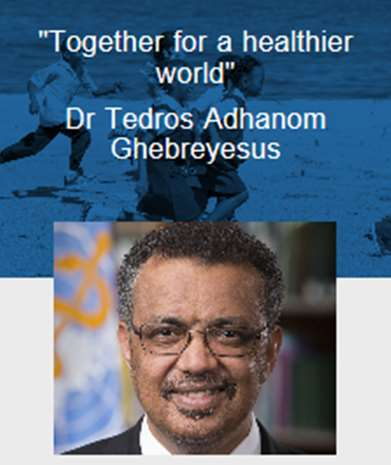 "Together for a healthier
world"
Dr Tedros Adhanom
Ghebreyesus